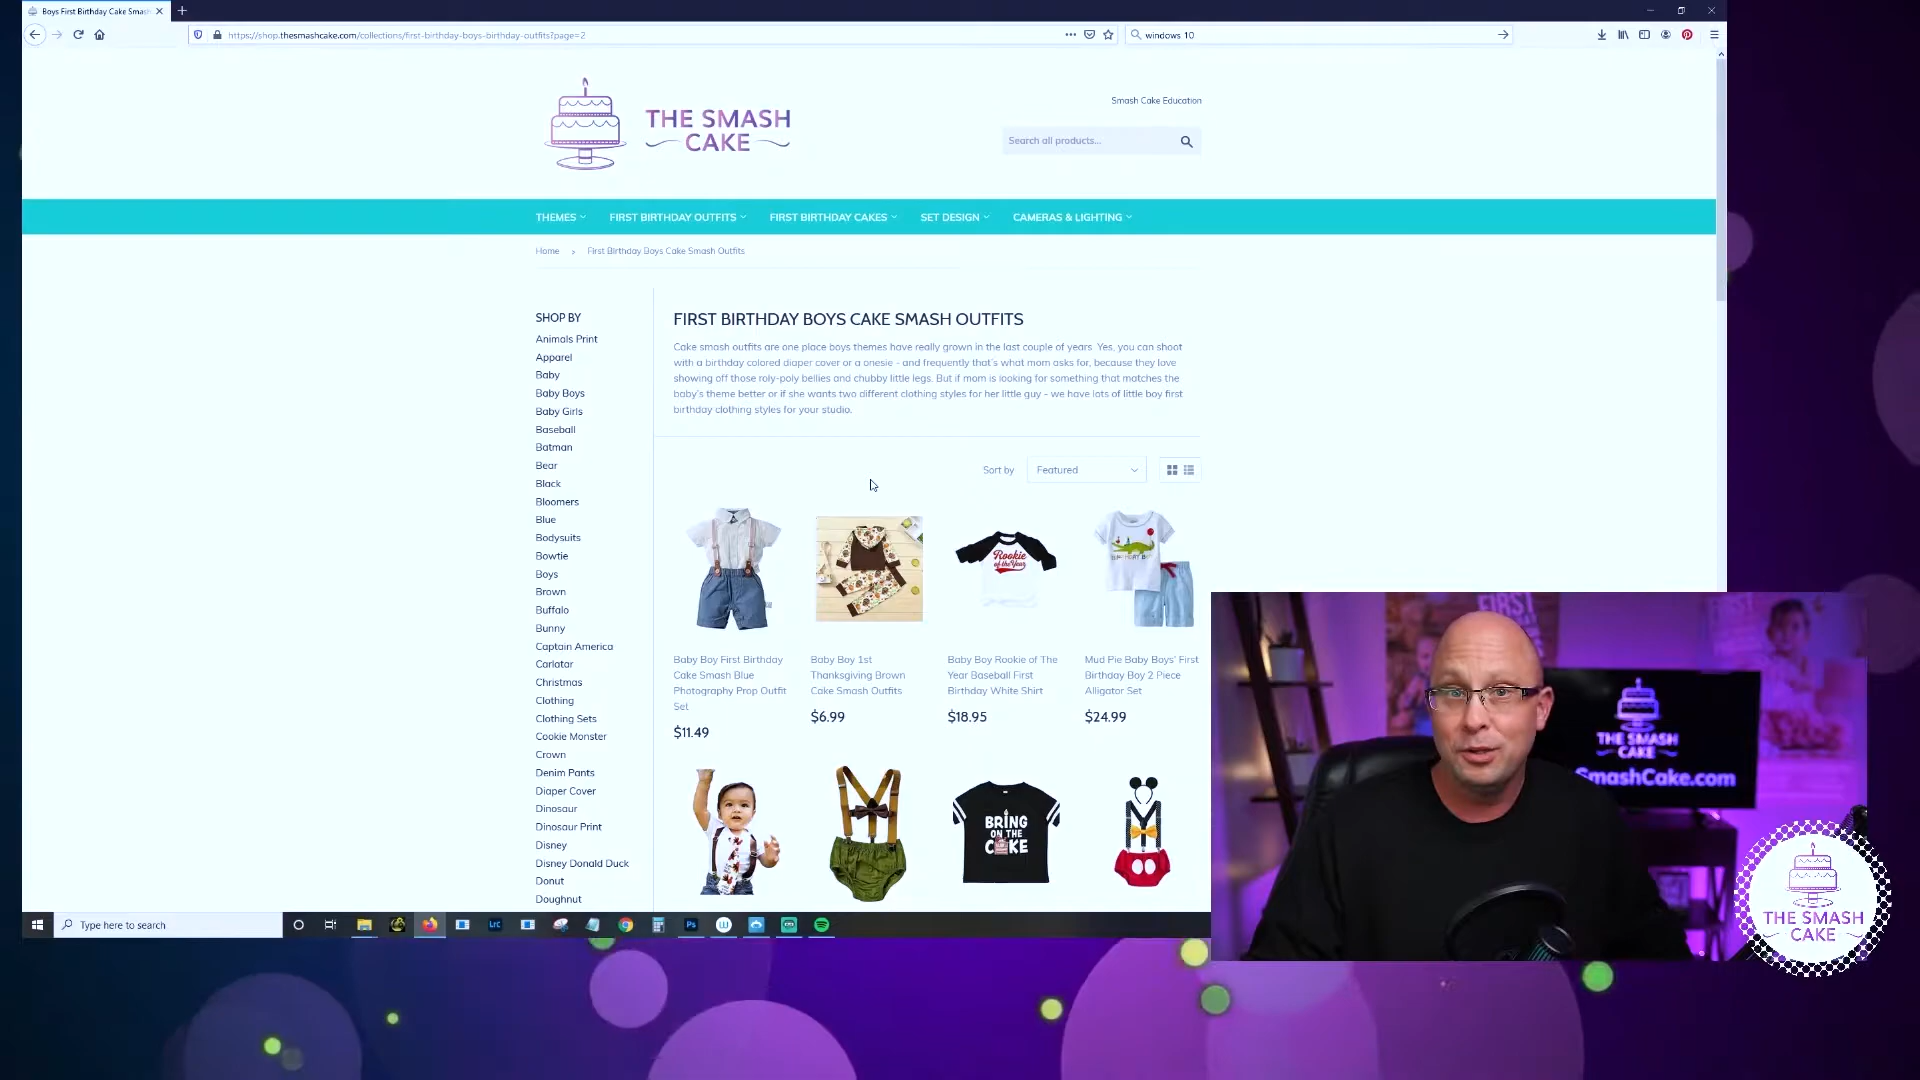 Boys First Birthday Cake Smash
https://shop.thesmashcake.com/collections/first-birthday-boys-birthday-outfits?page=2
windows 10
THE SMASH
CAKE
Smash Cake Education
Search all products...
THEMES
FIRST BIRTHDAY OUTFITS
FIRST BIRTHDAY CAKES
SET DESIGN
CAMERAS & LIGHTING
Home > First Birthday Boys Cake Smash Outfits
SHOP BY
Animals Print
Apparel
Baby
Baby Boys
Baby Girls
Baseball
Batman
Bear
Black
Bloomers
Blue
Bodysuits
Bowtie
Boys
Brown
Buffalo
Bunny
Captain America
Carlatar
Christmas
Clothing
Clothing Sets
Cookie Monster
Crown
Denim Pants
Diaper Cover
Dinosaur
Dinosaur Print
Disney
Disney Donald Duck
Donut
Doughnut
FIRST BIRTHDAY BOYS CAKE SMASH OUTFITS
Cake smash outfits are one place boys themes have really grown in the last couple of years. Yes, you can shoot
with a birthday colored diaper cover or a onesie - and frequently that's what mom asks for, because they love
showing off those roly-poly bellies and chubby little legs. But if mom is looking for something that matches the
baby's theme better or if she wants two different clothing styles for her little guy - we have lots of little boy first
birthday clothing styles for your studio.
Sort by
Featured
Rookie
of the Year
Baby Boy First Birthday
Cake Smash Blue
Photography Prop Outfit
Set
$11.49
Baby Boy 1st
Thanksgiving Brown
Cake Smash Outfits
$6.99
Baby Boy Rookie of The
Year Baseball First
Birthday White Shirt
$18.95
Mud Pie Baby Boys' First
Birthday Boy 2 Piece
Alligator Set
$24.99
BRING
ON THE
CAKE
Type here to search
LrC
Ps
FIRST
THE SMASH
CAKE
SmashCake.com
THE SMASH
CAKE